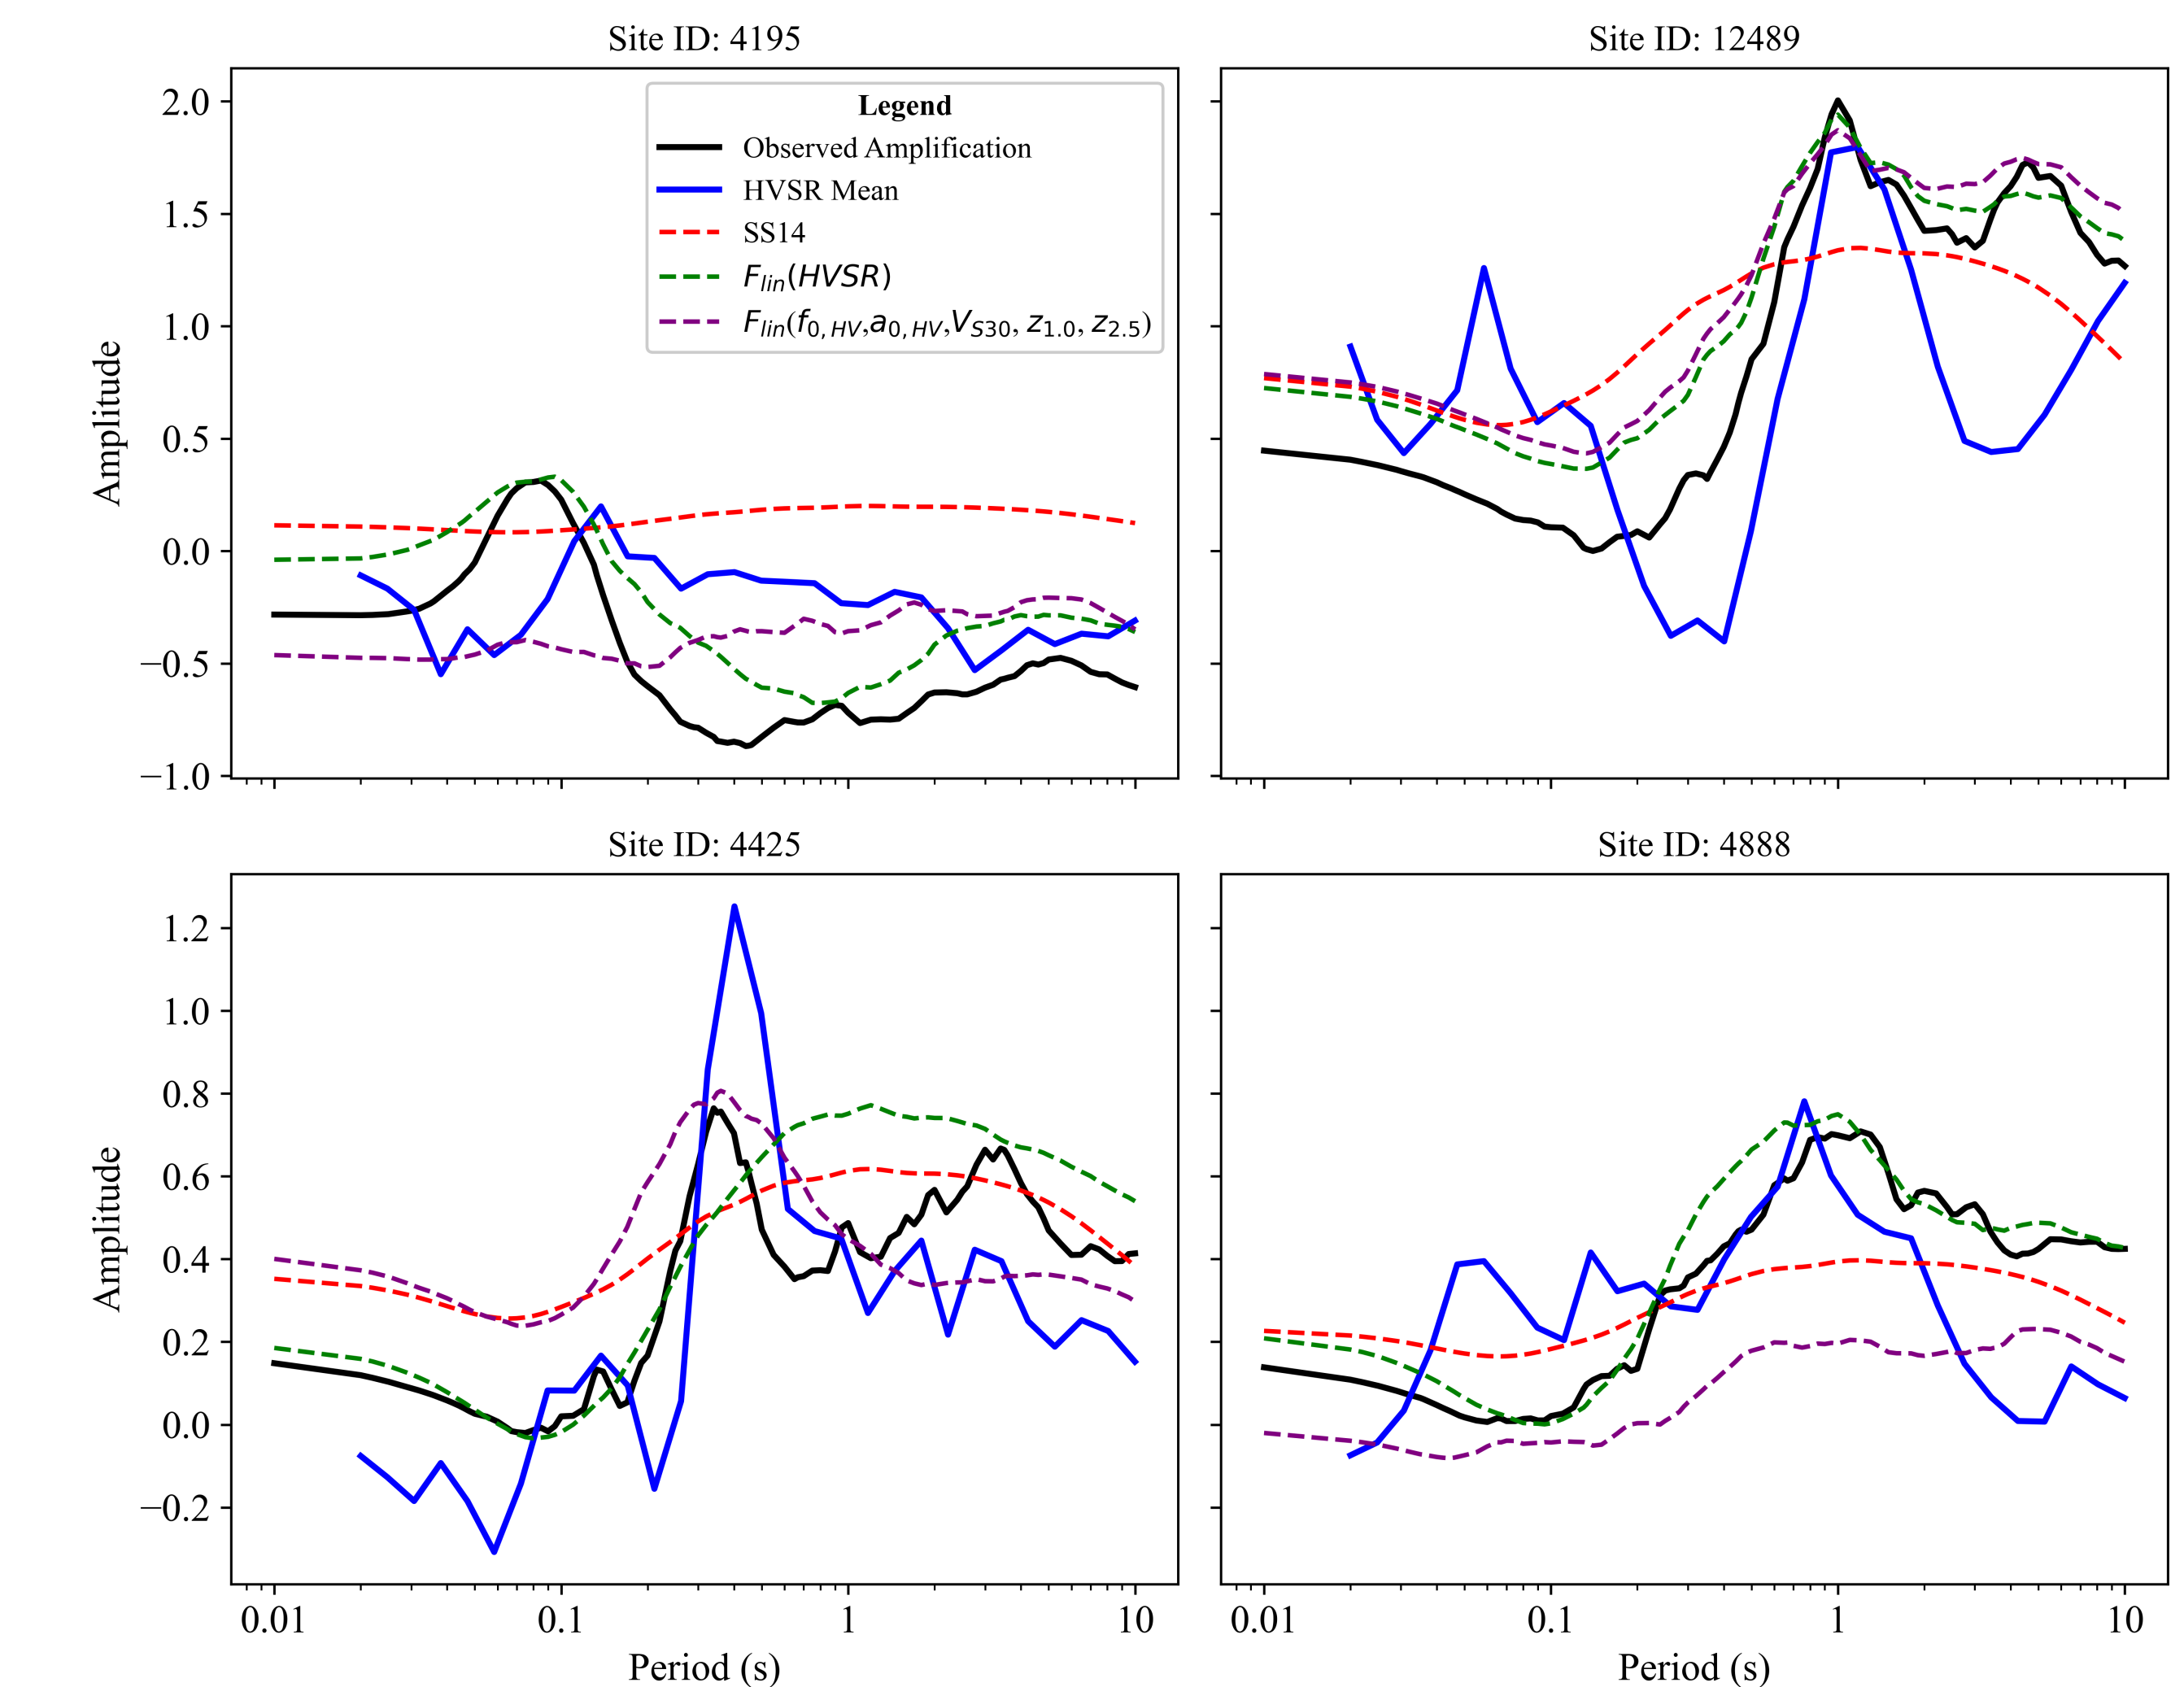 Site ID: 4195
Site ID: 12489
2.0
1.5
1.0
0.5
0.0
−0.5
−1.0
Amplitude
Legend
Observed Amplification
HVSR Mean
SS14
F_lin(HVSR)
F_lin(f_0,HV,a_0,HV,V_S30, z_1.0, z_2.5)
Site ID: 4425
Site ID: 4888
1.2
1.0
0.8
0.6
0.4
0.2
0.0
−0.2
Amplitude
0.01 0.1 1 10
0.01 0.1 1 10
Period (s)
Period (s)